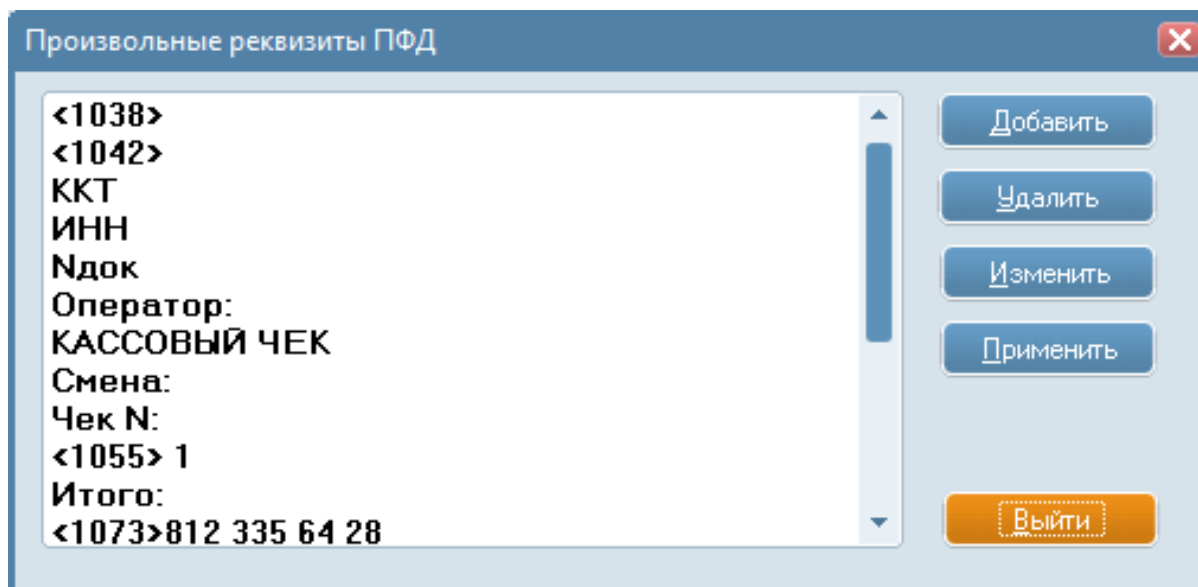 Произвольные реквизиты ПФД
<1038>
<1042>
ККТ
ИНН
Nдок
Оператор:
КАССОВЫЙ ЧЕК
Смена:
Чек N:
<1055> 1
Итого:
<1073>812 335 64 28
Добавить
Удалить
Изменить
Применить
Выйти